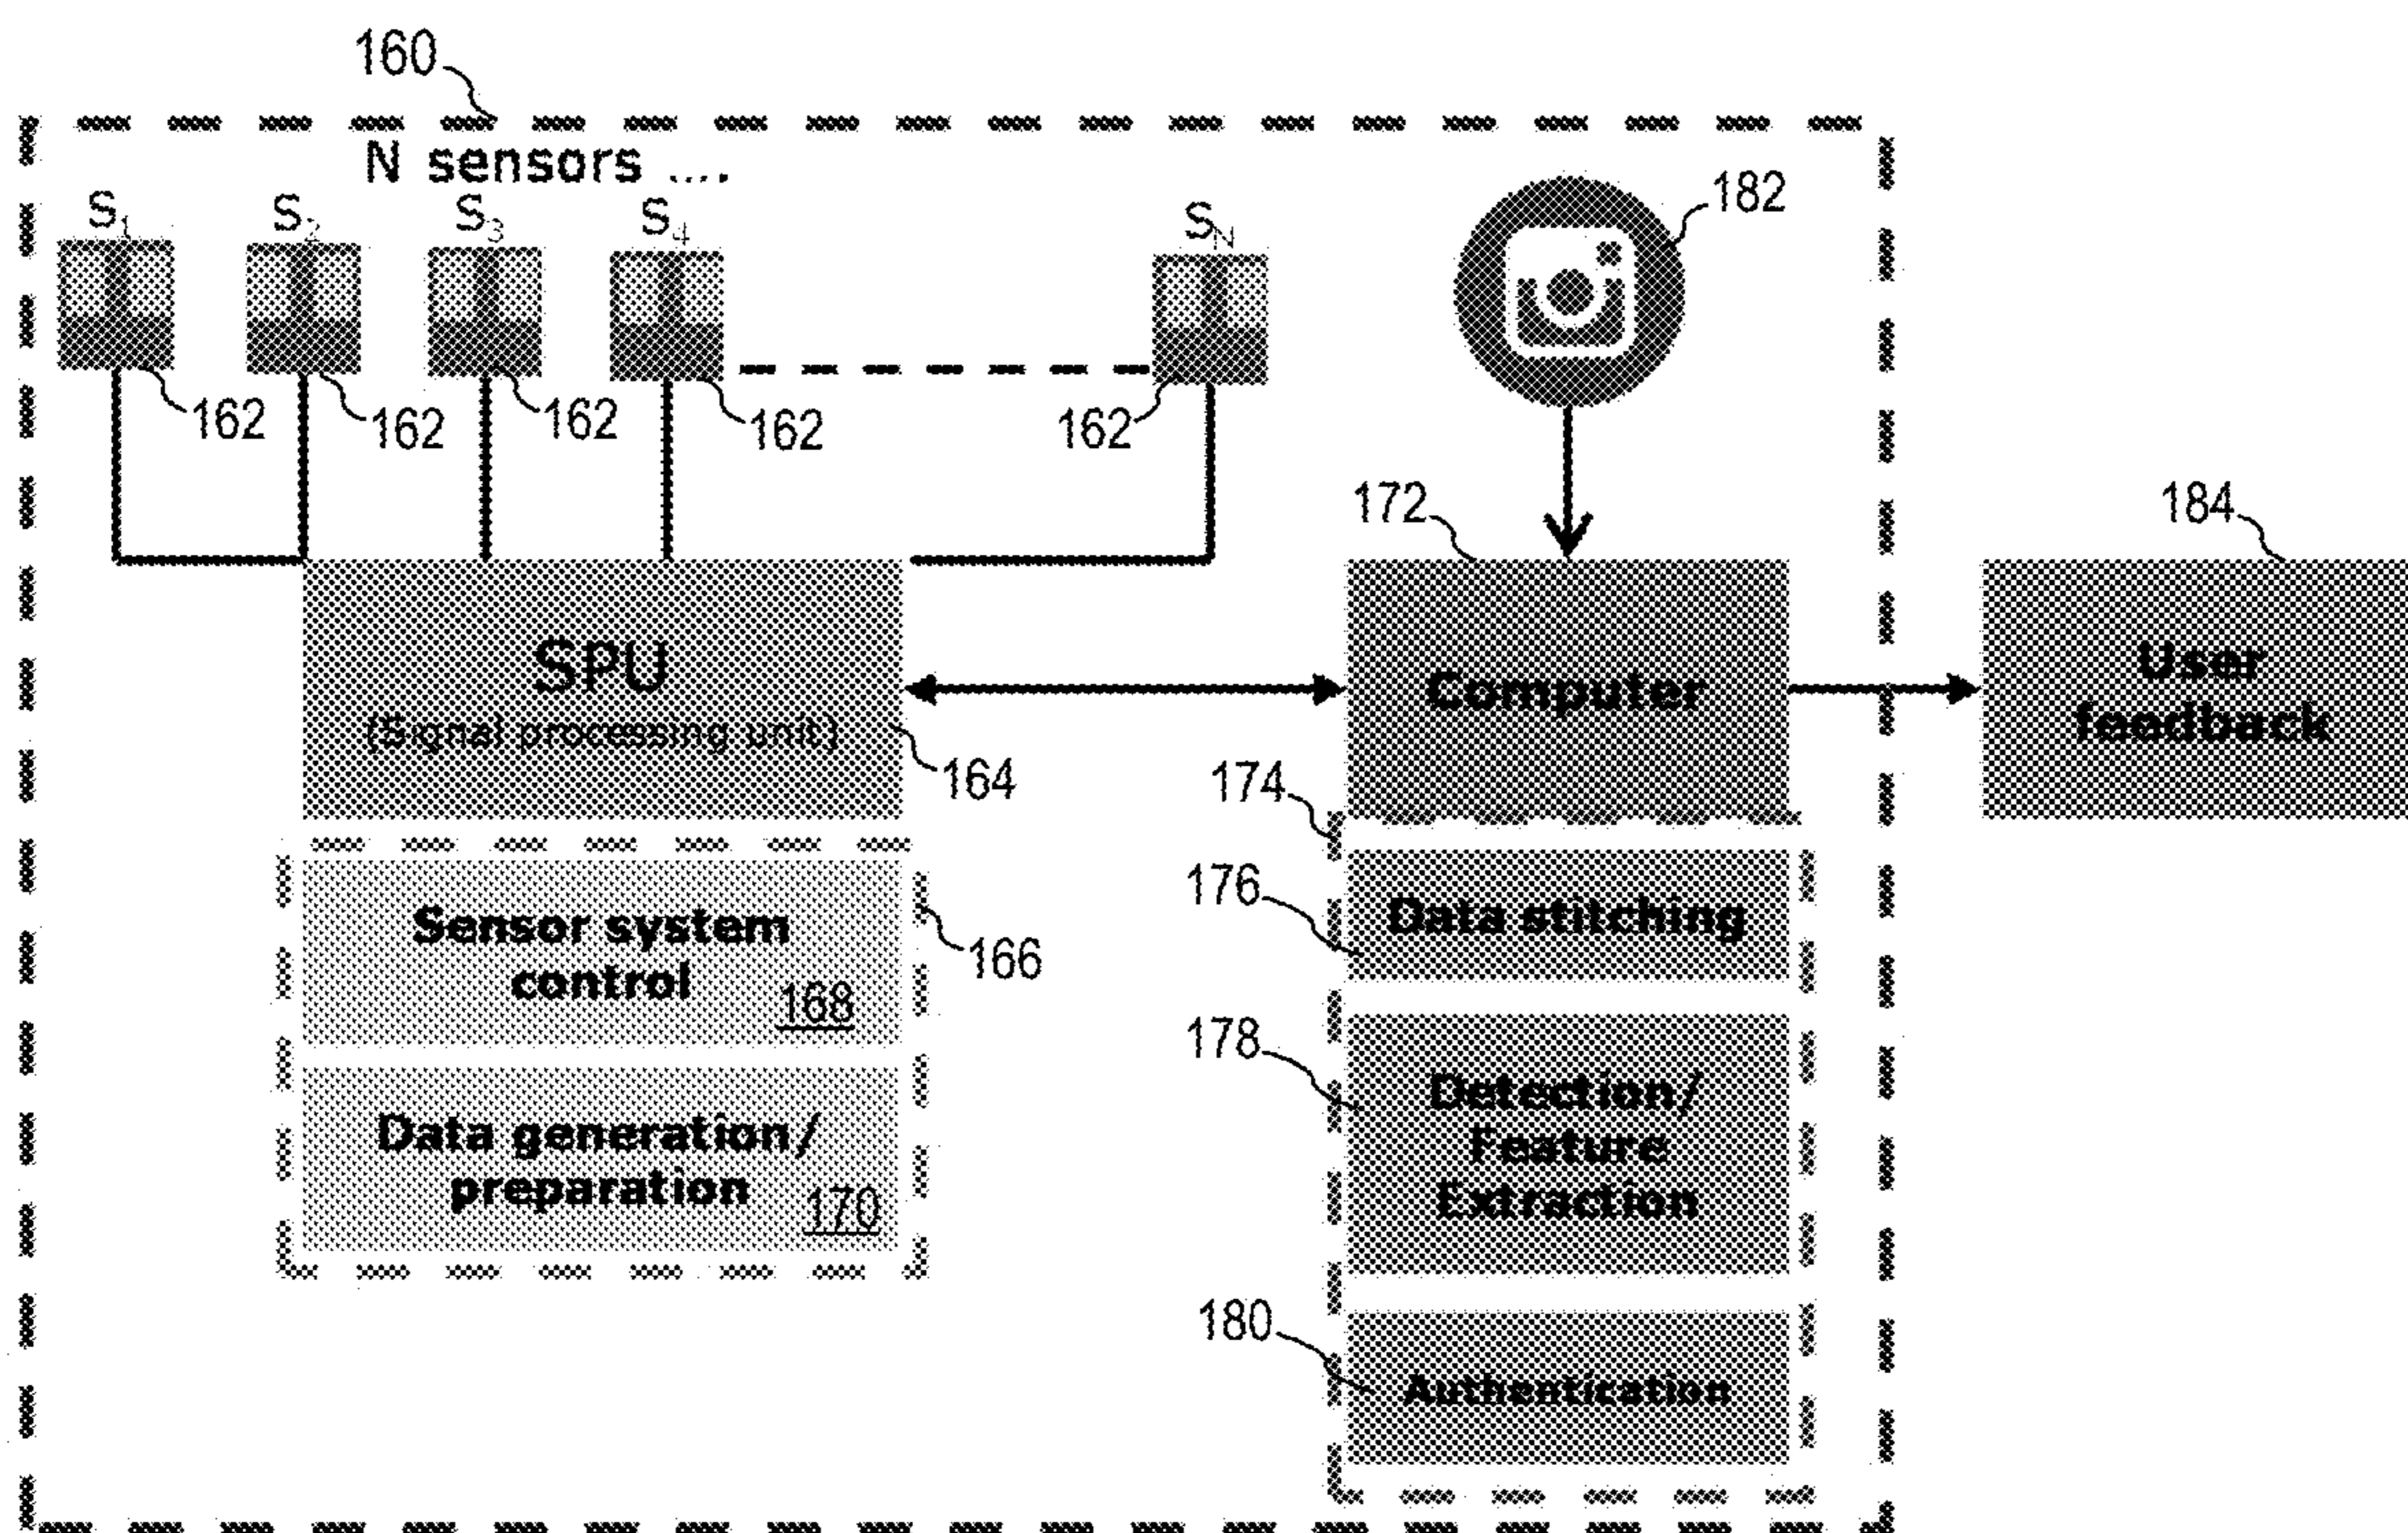 160
N sensors ....
S1
S2
S3
S4
SN
182
162
162
162
162
162
172
184
SPU
(Signal processing unit)
164
Computer
User
feedback
174
Sensor system
control
168
166
176
Data stitching
Data generation/
preparation
170
178
Detection/
Feature
Extraction
180
Authentication